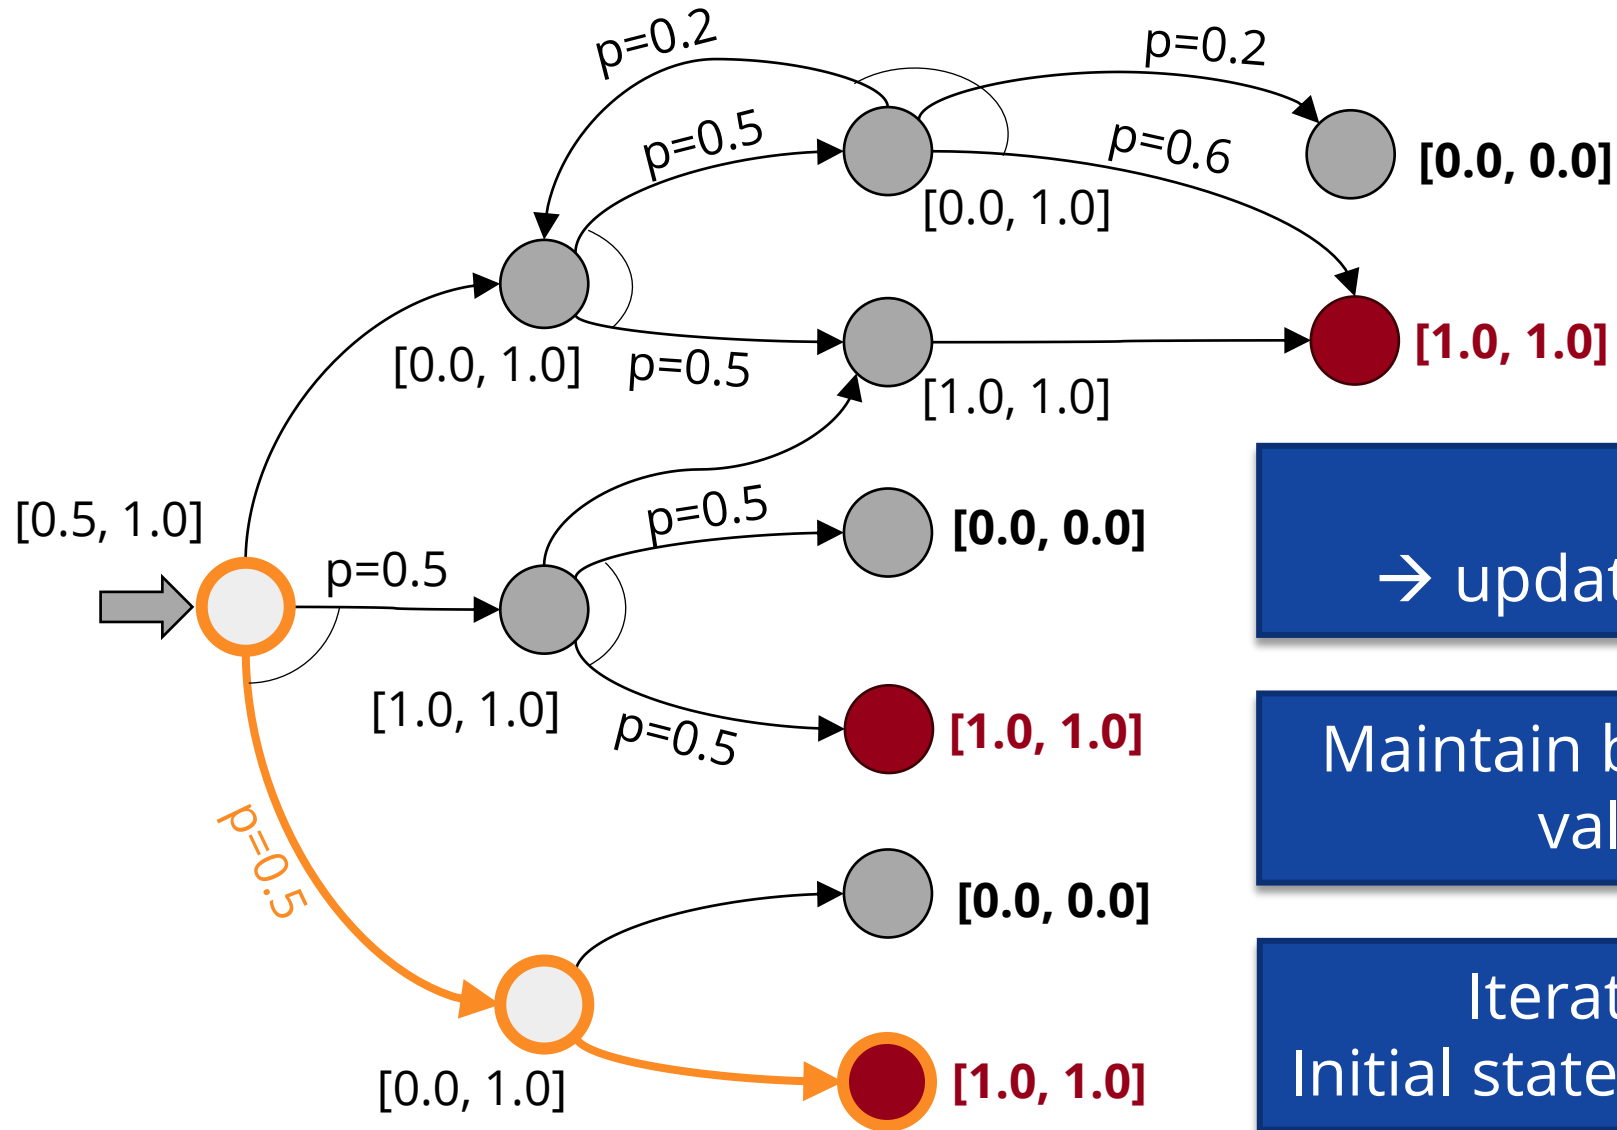 p=0.2
p=0.2
p=0.5
p=0.6
[0.0, 0.0]
[0.0, 1.0]
[0.0, 1.0]
p=0.5
[1.0, 1.0]
[1.0, 1.0]
[0.5, 1.0]
p=0.5
p=0.5
[0.0, 0.0]
[1.0, 1.0]
p=0.5
[1.0, 1.0]
p=0.5
[0.0, 0.0]
[0.0, 1.0]
[1.0, 1.0]
→ updat
Maintain b
val
Iterat
Initial state